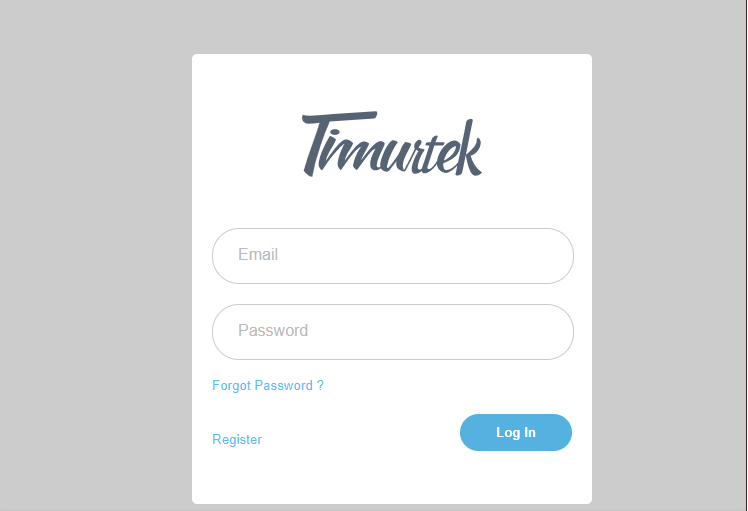 Timurtek
Email
Password
Forgot Password ?
Register
Log In